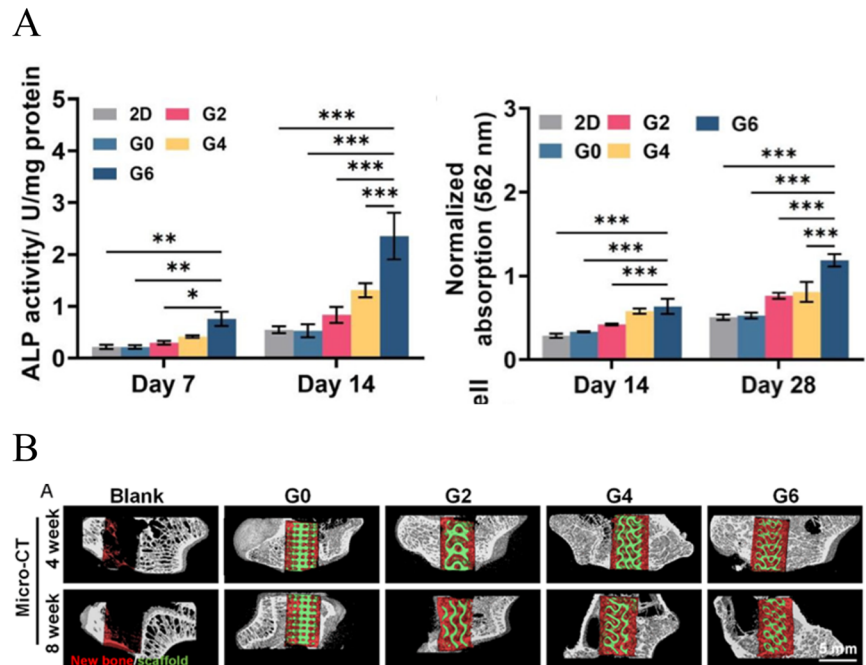 A
ALP activity/ U/mg protein
5
4
3
2
1
0
2D G2
G0 G4
G6
**
**
*
***
***
***
***
Day 7 Day 14
Normalized
absorption (562 nm)
3
2
1
0
2D G2 G6
G0 G4
***
***
***
***
***
***
***
Day 14 Day 28
ell
B
A
Blank G0 G2 G4 G6
Micro-CT
4 week
8 week
New bone/scaffold
5 mm